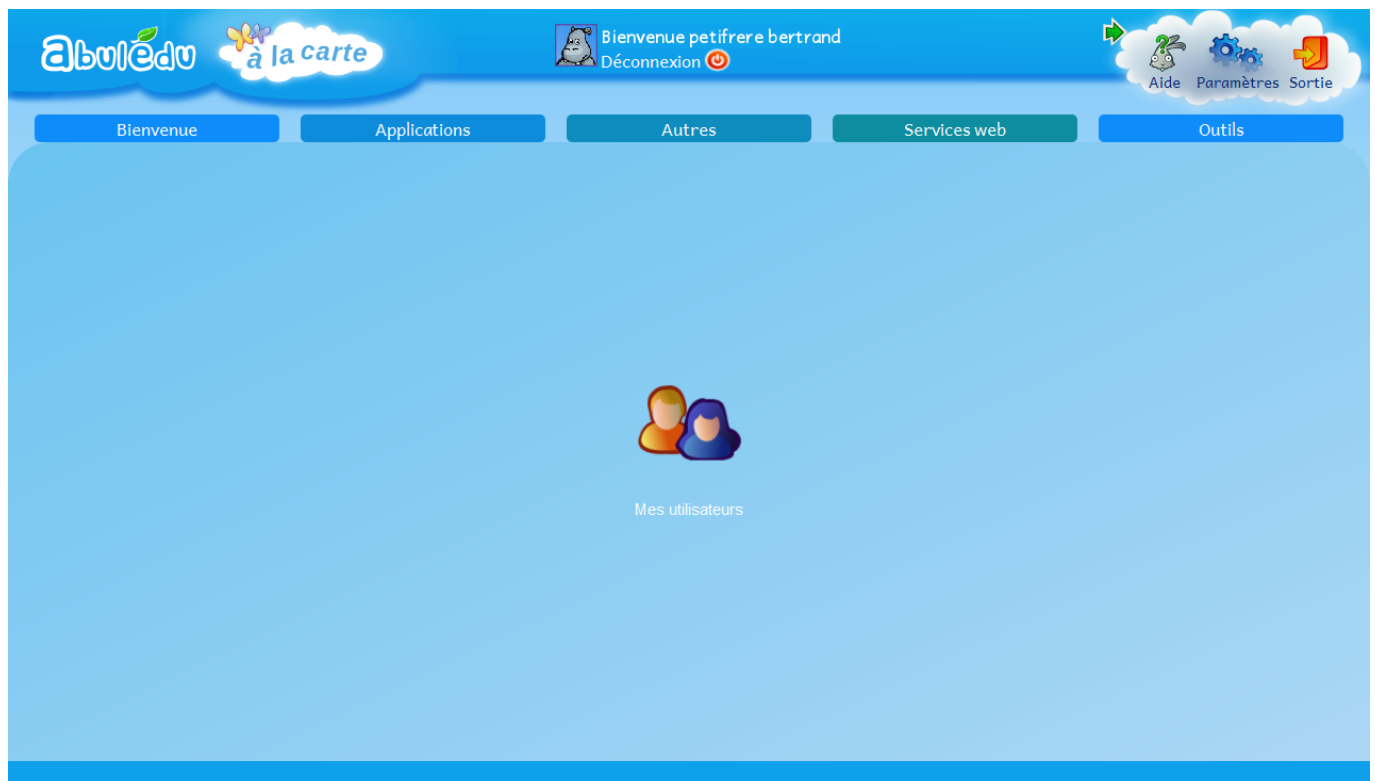 abulédu
à la carte
Bienvenue petifrere bertrand
Déconnexion
Aide Paramètres Sortie
Bienvenue Applications Autres Services web Outils
Mes utilisateurs